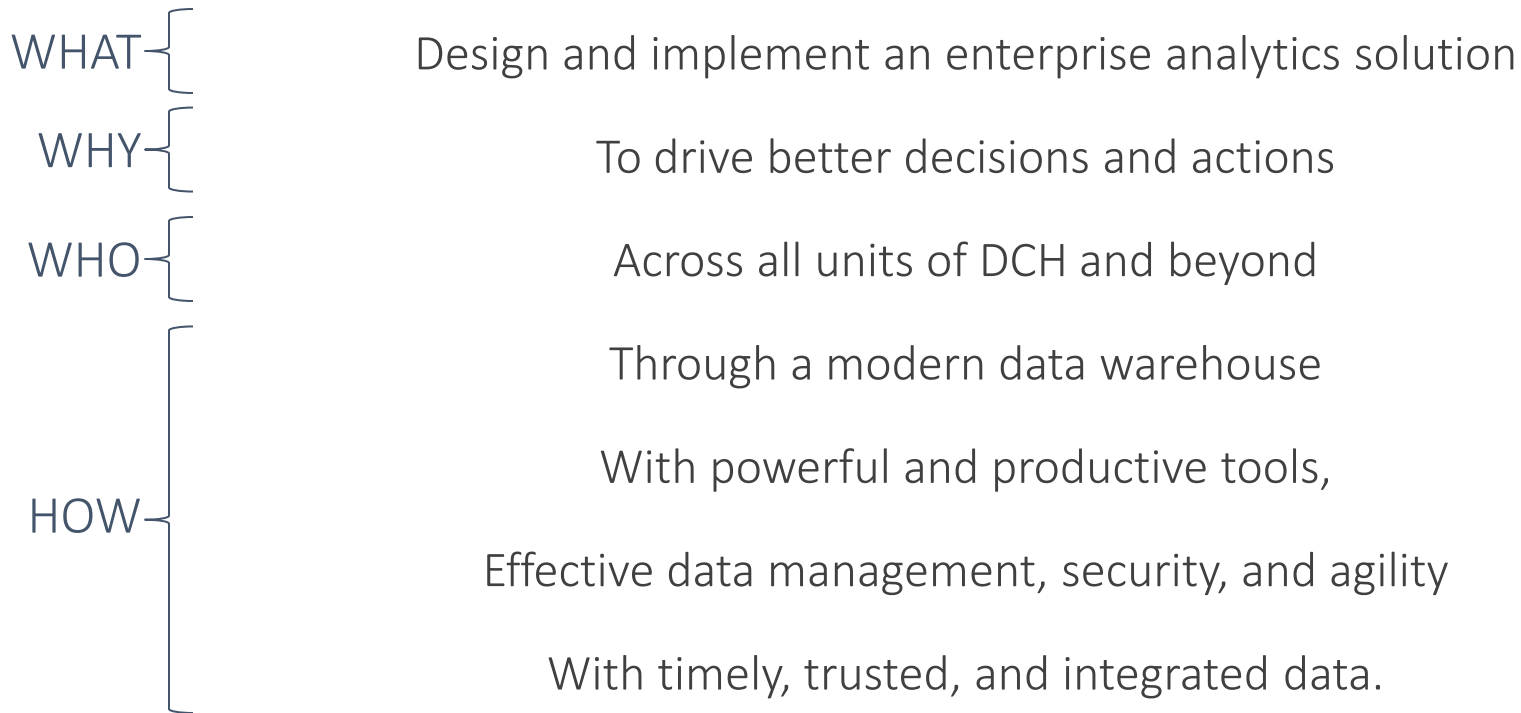 WHAT Design and implement an enterprise analytics solution
WHY To drive better decisions and actions
WHO Across all units of DCH and beyond
Through a modern data warehouse
With powerful and productive tools,
HOW
Effective data management, security, and agility
With timely, trusted, and integrated data.